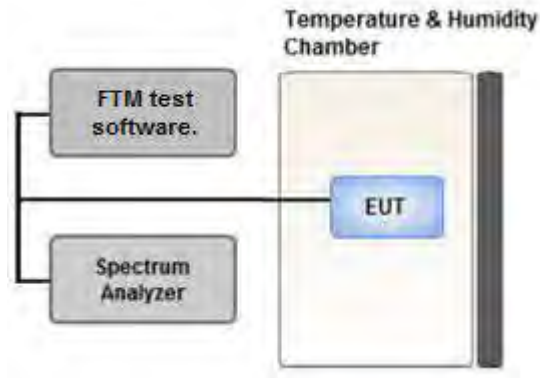 Temperature & Humidity
Chamber
FTM test
software.
EUT
Spectrum
Analyzer